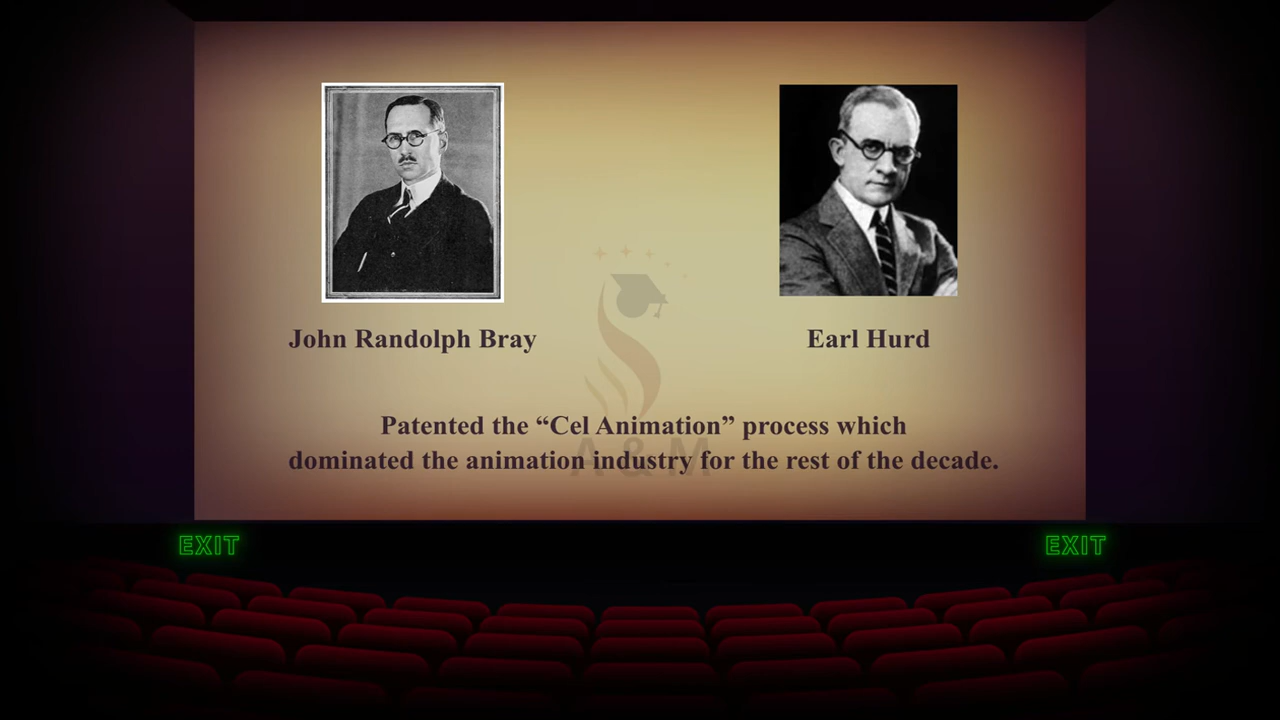 John Randolph Bray
Earl Hurd
Patented the “Cel Animation” process which
dominated the animation industry for the rest of the decade.
A & M
EXIT
EXIT